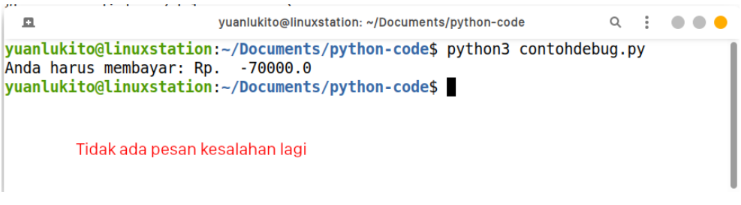 yuanlukito@linuxstation: ~/Documents/python-code
yuanlukito@linuxstation:~/Documents/python-code$ python3 contohdebug.py
Anda harus membayar: Rp.  -70000.0
yuanlukito@linuxstation:~/Documents/python-code$
Tidak ada pesan kesalahan lagi